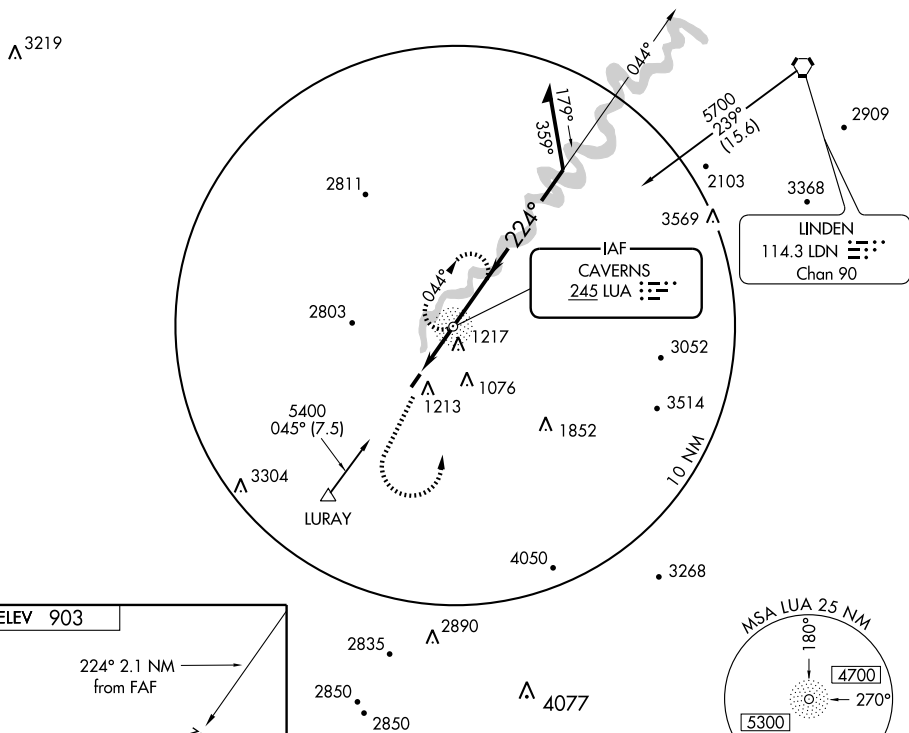 3219
044°
179°
359°
5700
239°
(15.6)
2909
2811
2103
3368
3569
224°
LINDEN
114.3 LDN
Chan 90
IAF
CAVERNS
245 LUA
044°
2803
1217
3052
1076
1213
3514
5400
045° (7.5)
1852
10 NM
3304
LURAY
4050
3268
ELEV 903
2890
2835
MSA LUA 25 NM
180°
224° 2.1 NM
from FAF
4700
270°
2850
4077
2850
5300